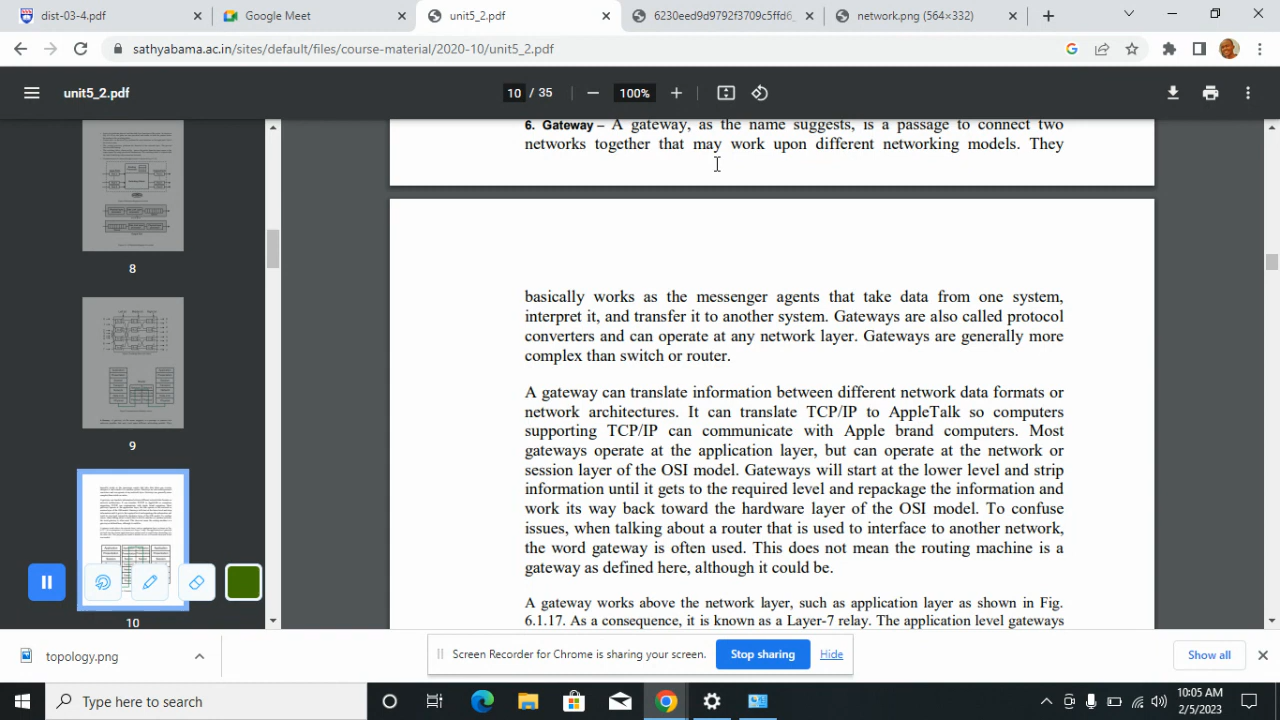 dist-03-4.pdf
Google Meet
unit5_2.pdf
6230eed9d9792f3709c5ffd6_
network.png (564×332)
sathyabama.ac.in/sites/default/files/course-material/2020-10/unit5_2.pdf
unit5_2.pdf
10 / 35
100%
6. Gateway – A gateway, as the name suggests, is a passage to connect two
networks together that may work upon different networking models. They
8
9
10
basically works as the messenger agents that take data from one system,
interpret it, and transfer it to another system. Gateways are also called protocol
converters and can operate at any network layer. Gateways are generally more
complex than switch or router.
A gateway can translate information between different network data formats or
network architectures. It can translate TCP/IP to AppleTalk so computers
supporting TCP/IP can communicate with Apple brand computers. Most
gateways operate at the application layer, but can operate at the network or
session layer of the OSI model. Gateways will start at the lower level and strip
information until it gets to the required level and repackage the information and
work its way back toward the hardware layer of the OSI model. To confuse
issues, when talking about a router that is used to interface to another network,
the word gateway is often used. This does not mean the routing machine is a
gateway as defined here, although it could be.
A gateway works above the network layer, such as application layer as shown in Fig.
6.1.17. As a consequence, it is known as a Layer-7 relay. The application level gateways
topology.png
Screen Recorder for Chrome is sharing your screen.
Stop sharing
Hide
Show all
Type here to search
10:05 AM
2/5/2023